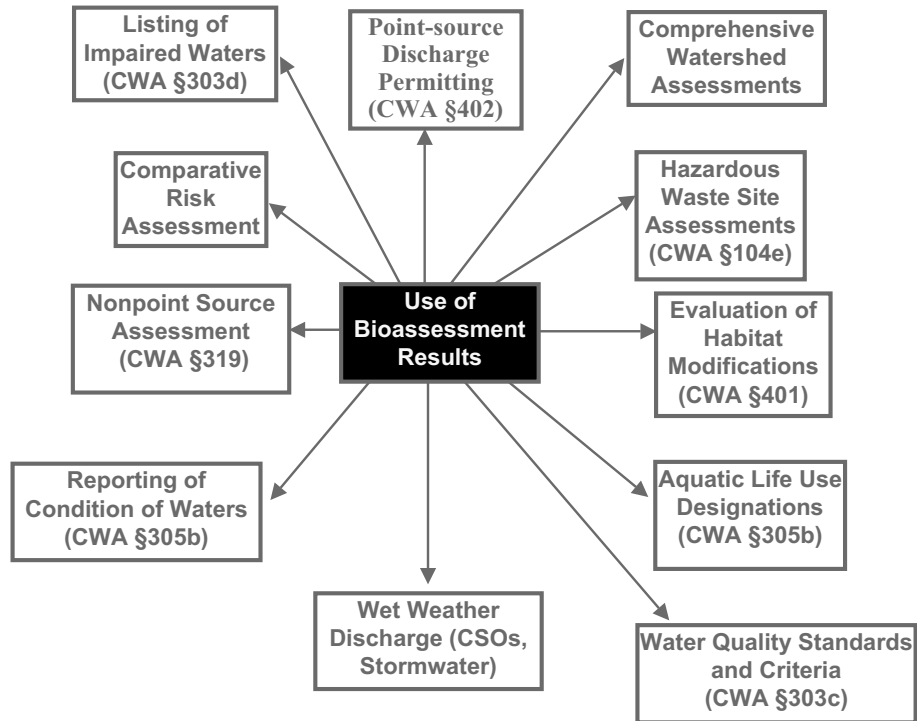 Listing of
Impaired Waters
(CWA §303d)
Point-source
Discharge
Permitting
(CWA §402)
Comprehensive
Watershed
Assessments
Comparative
Risk
Assessment
Hazardous
Waste Site
Assessments
(CWA §104e)
Nonpoint Source
Assessment
(CWA §319)
Use of
Bioassessment
Results
Evaluation of
Habitat
Modifications
(CWA §401)
Reporting of
Condition of Waters
(CWA §305b)
Aquatic Life Use
Designations
(CWA §305b)
Wet Weather
Discharge (CSOs,
Stormwater)
Water Quality Standards
and Criteria
(CWA §303c)